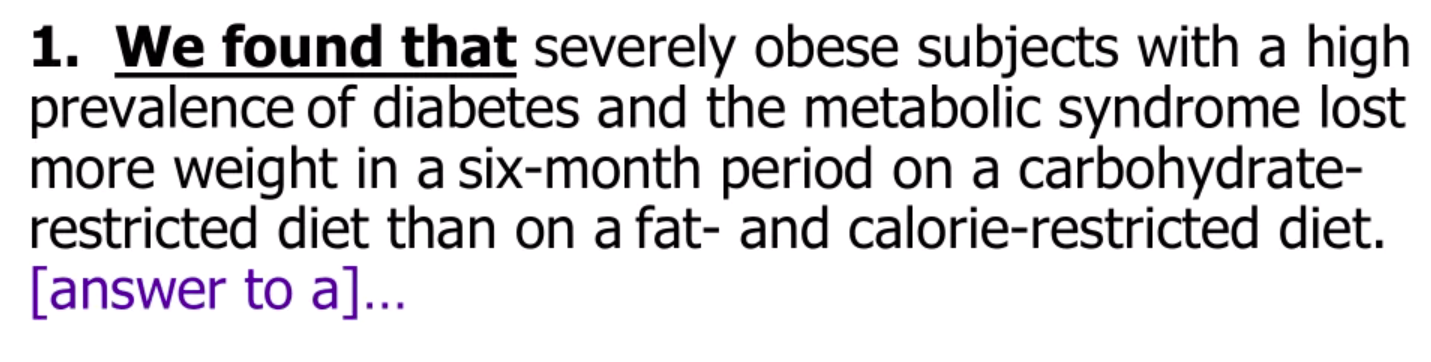 1. We found that severely obese subjects with a high
prevalence of diabetes and the metabolic syndrome lost
more weight in a six-month period on a carbohydrate-
restricted diet than on a fat- and calorie-restricted diet.
[answer to a]…